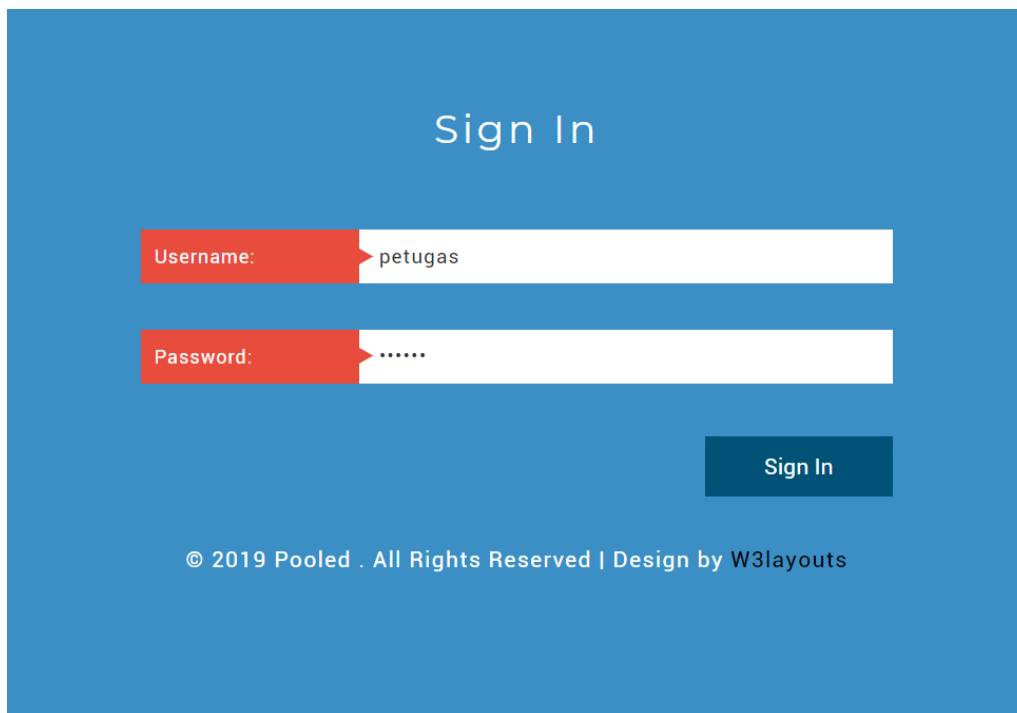 Sign In
Username: petugas
Password: ••••••
Sign In
© 2019 Pooled . All Rights Reserved | Design by W3layouts